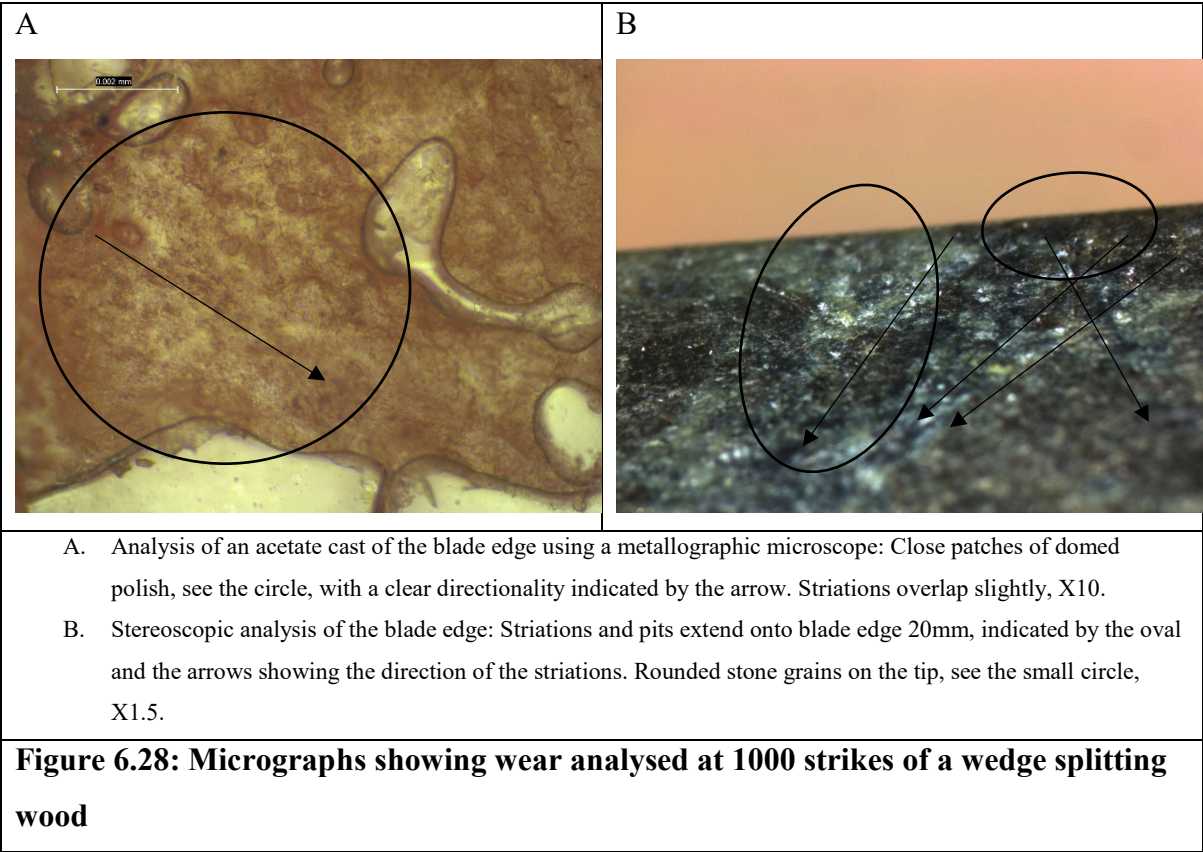 A
B
0.002 mm
A. Analysis of an acetate cast of the blade edge using a metallographic microscope: Close patches of domed
polish, see the circle, with a clear directionality indicated by the arrow. Striations overlap slightly, X10.
B. Stereoscopic analysis of the blade edge: Striations and pits extend onto blade edge 20mm, indicated by the oval
and the arrows showing the direction of the striations. Rounded stone grains on the tip, see the small circle,
X1.5.
Figure 6.28: Micrographs showing wear analysed at 1000 strikes of a wedge splitting
wood